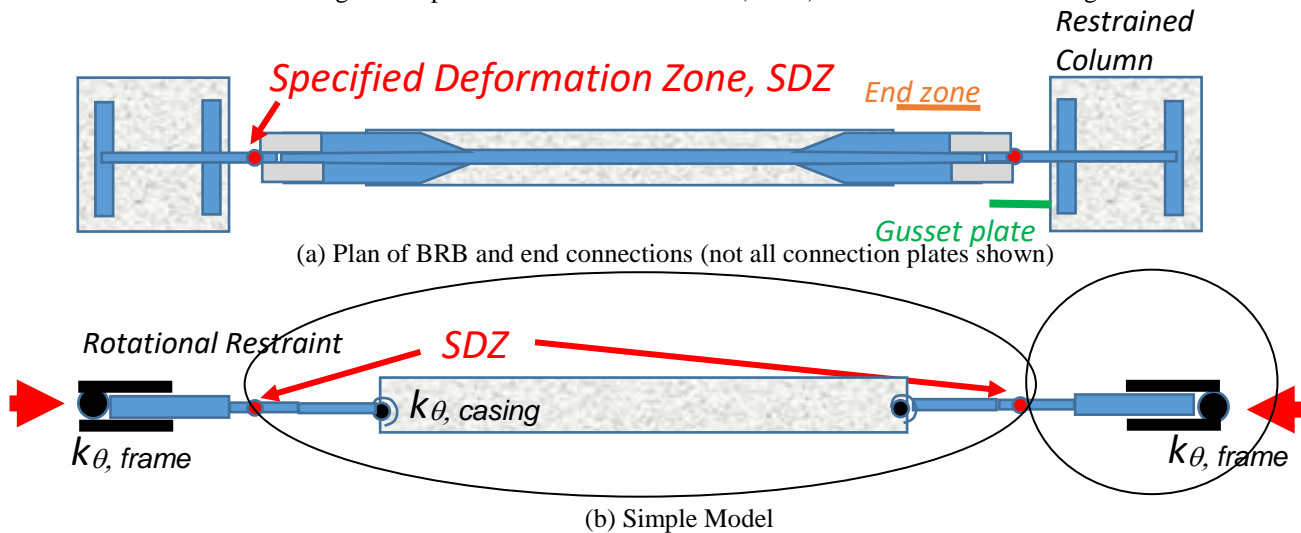 Restrained
Column
Specified Deformation Zone, SDZ
End zone
Gusset plate
(a) Plan of BRB and end connections (not all connection plates shown)
Rotational Restraint
SDZ
kθ, casing
kθ, frame
kθ, frame
(b) Simple Model